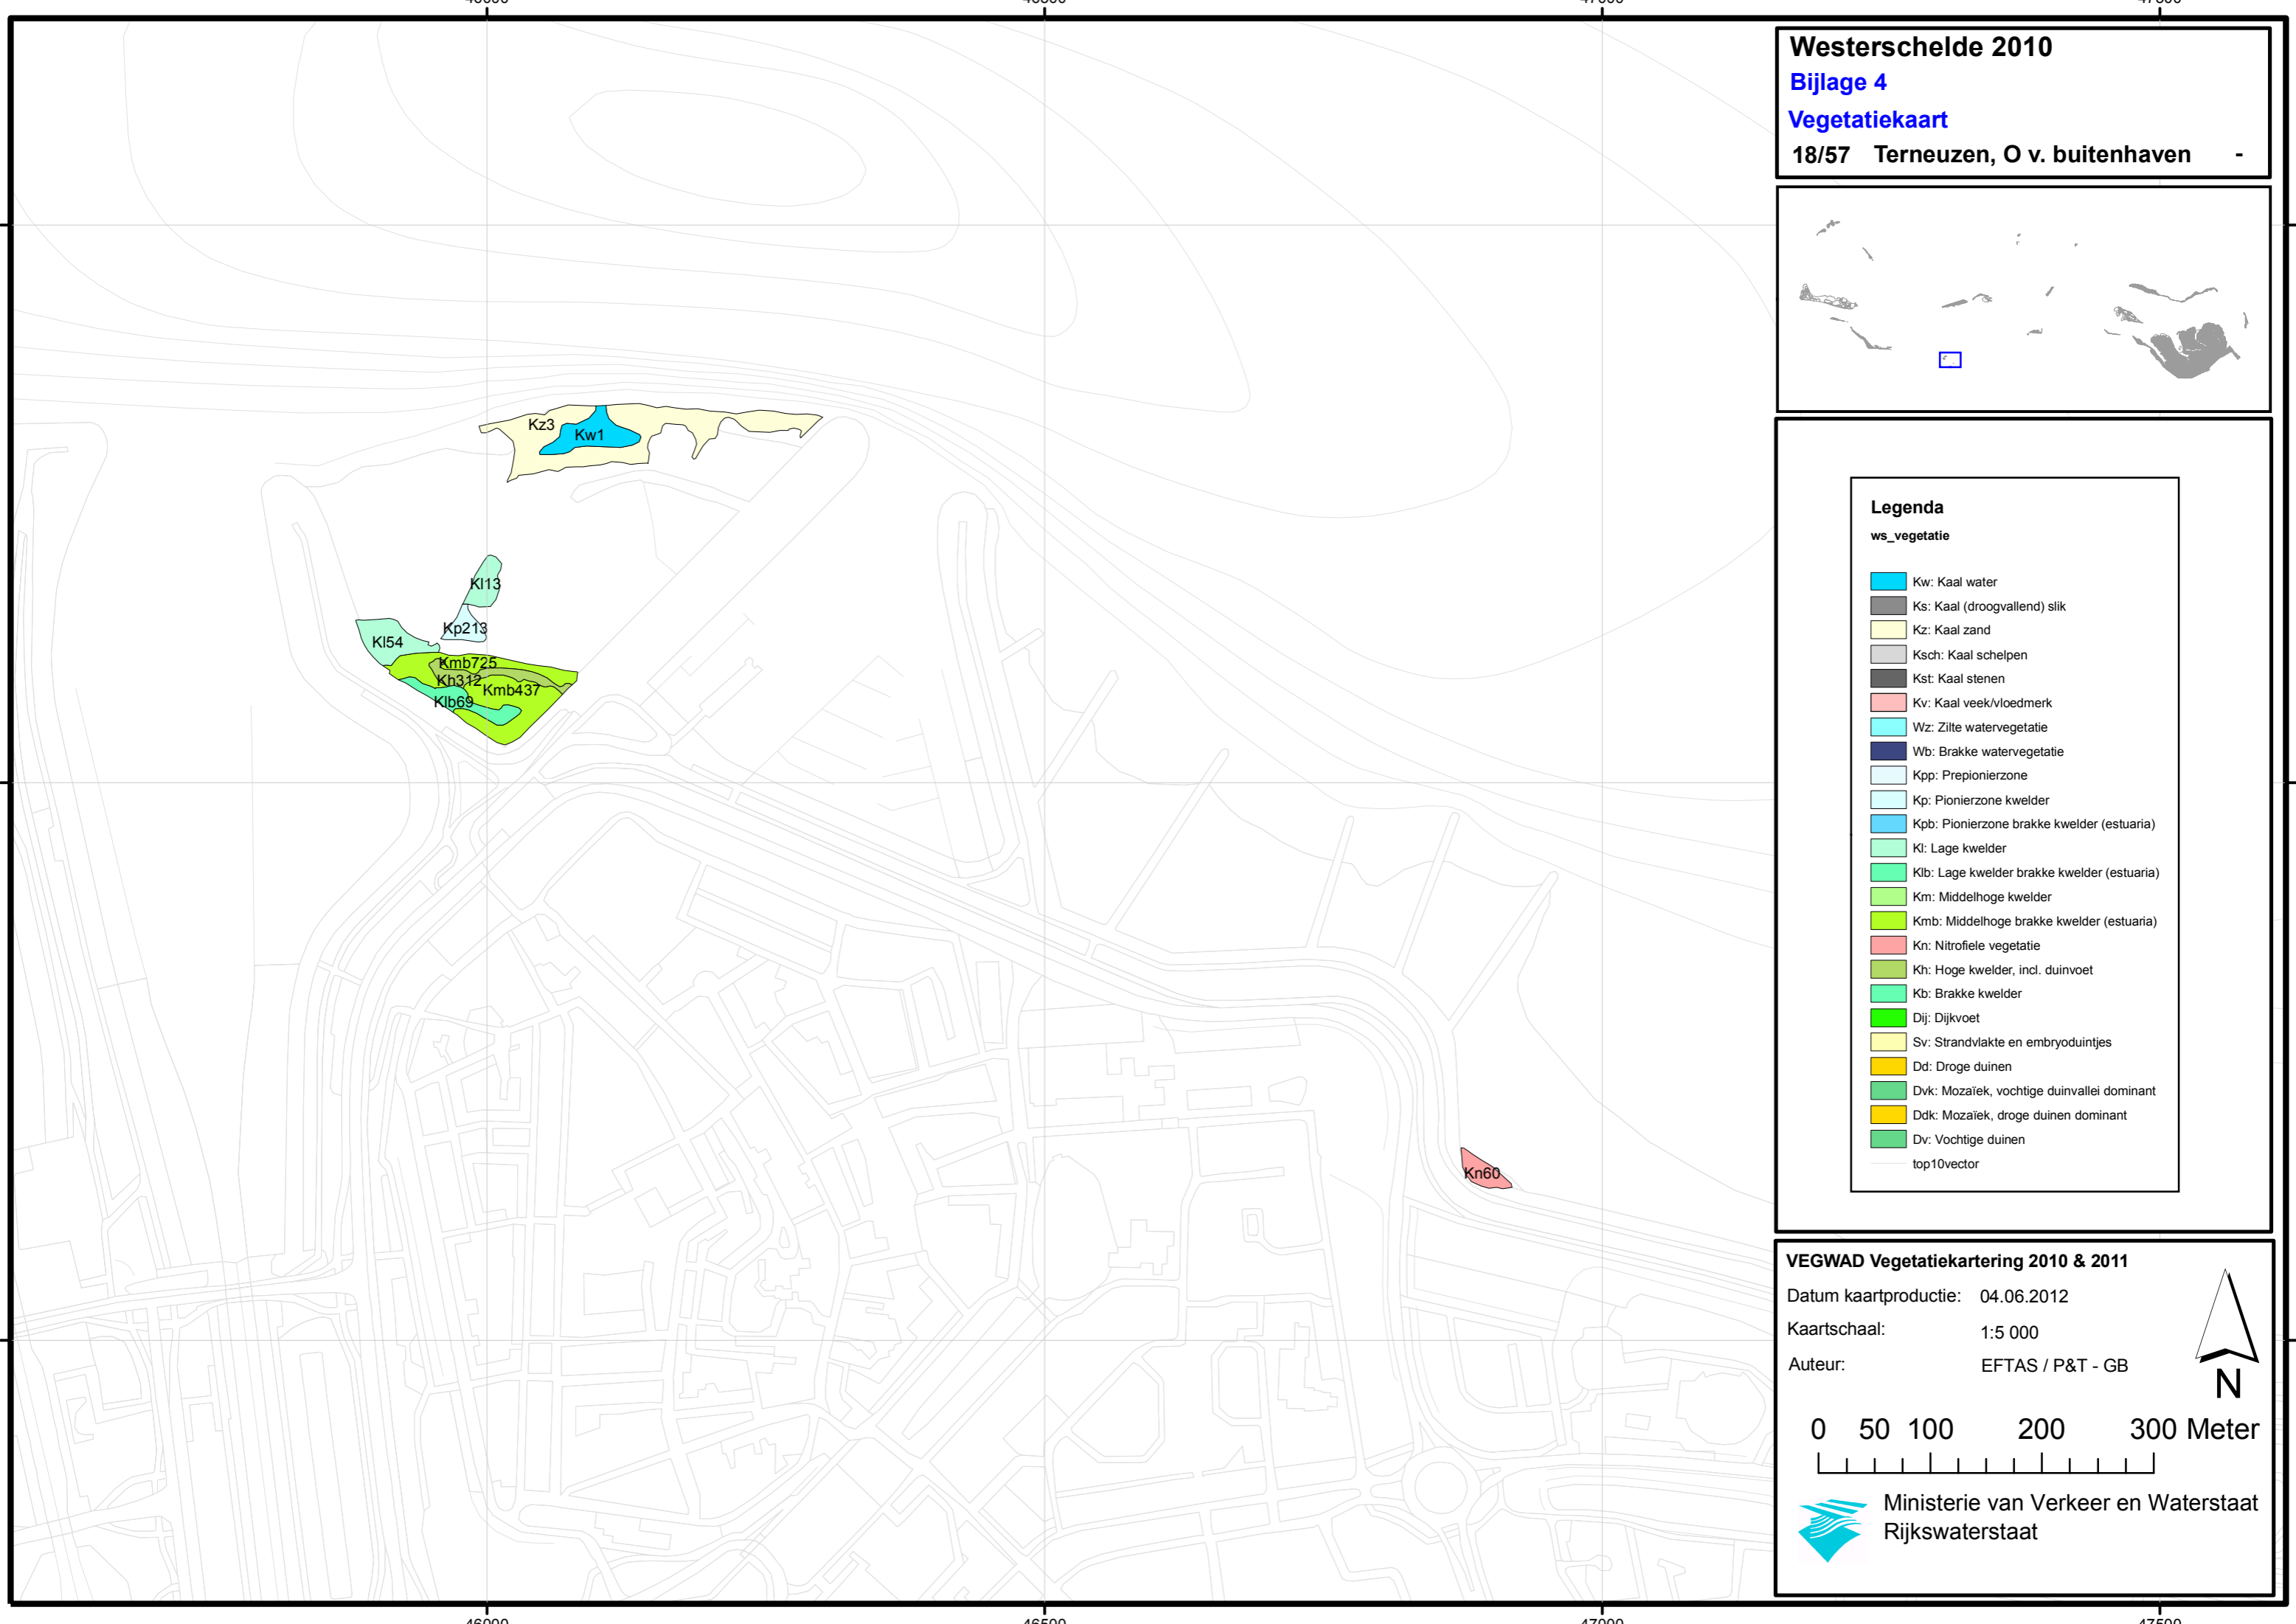 46000 46500 47000 47500
Westerschelde 2010
Bijlage 4
Vegetatiekaart
18/57 Terneuzen, O v. buitenhaven -
Kz3
Kw1
Kl13
Kp213
Kl54
Kmb725
Kh312
Kmb437
Klb69
Kn60
Legenda
ws_vegetatie
Kw: Kaal water
Ks: Kaal (droogvallend) slik
Kz: Kaal zand
Ksch: Kaal schelpen
Kst: Kaal stenen
Kv: Kaal veek/vloedmerk
Wz: Zilte watervegetatie
Wb: Brakke watervegetatie
Kpp: Prepionierzone
Kp: Pionierzone kwelder
Kpb: Pionierzone brakke kwelder (estuaria)
Kl: Lage kwelder
Klb: Lage kwelder brakke kwelder (estuaria)
Km: Middelhoge kwelder
Kmb: Middelhoge brakke kwelder (estuaria)
Kn: Nitrofiele vegetatie
Kh: Hoge kwelder, incl. duinvoet
Kb: Brakke kwelder
Dij: Dijkvoet
Sv: Strandvlakte en embryoduintjes
Dd: Droge duinen
Dvk: Mozaïek, vochtige duinvallei dominant
Ddk: Mozaïek, droge duinen dominant
Dv: Vochtige duinen
top10vector
VEGWAD Vegetatiekartering 2010 & 2011
Datum kaartproductie: 04.06.2012
Kaartschaal: 1:5 000
Auteur: EFTAS / P&T - GB
N
0 50 100 200 300 Meter
Ministerie van Verkeer en Waterstaat
Rijkswaterstaat
46000 46500 47000 47500